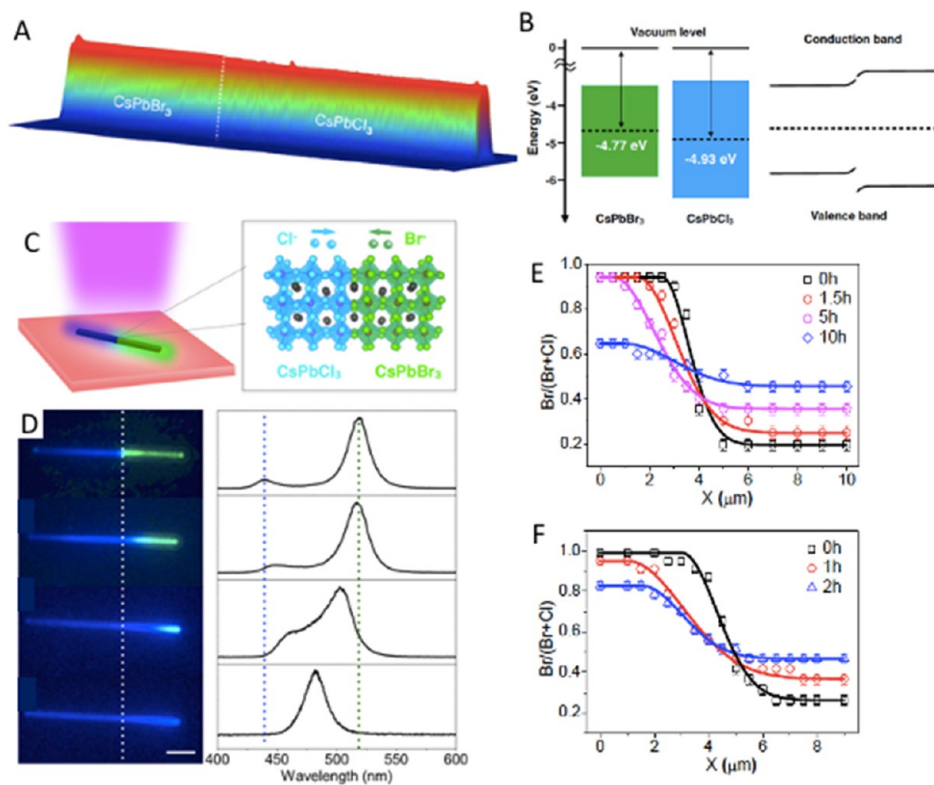 A
CsPbBr₃
CsPbCl₃
B
Vacuum level
Conduction band
0
-4
-5
-6
Energy (eV)
-4.77 eV
-4.93 eV
CsPbBr₃
CsPbCl₃
Valence band
C
Cl⁻
Br⁻
CsPbCl₃
CsPbBr₃
D
400
450
500
550
600
Wavelength (nm)
E
1.0
0.8
0.6
0.4
0.2
Br/(Br+Cl)
0h
1.5h
5h
10h
0 2 4 6 8 10
X (μm)
F
1.0
0.8
0.6
0.4
0.2
Br/(Br+Cl)
0h
1h
2h
0 2 4 6 8
X (μm)